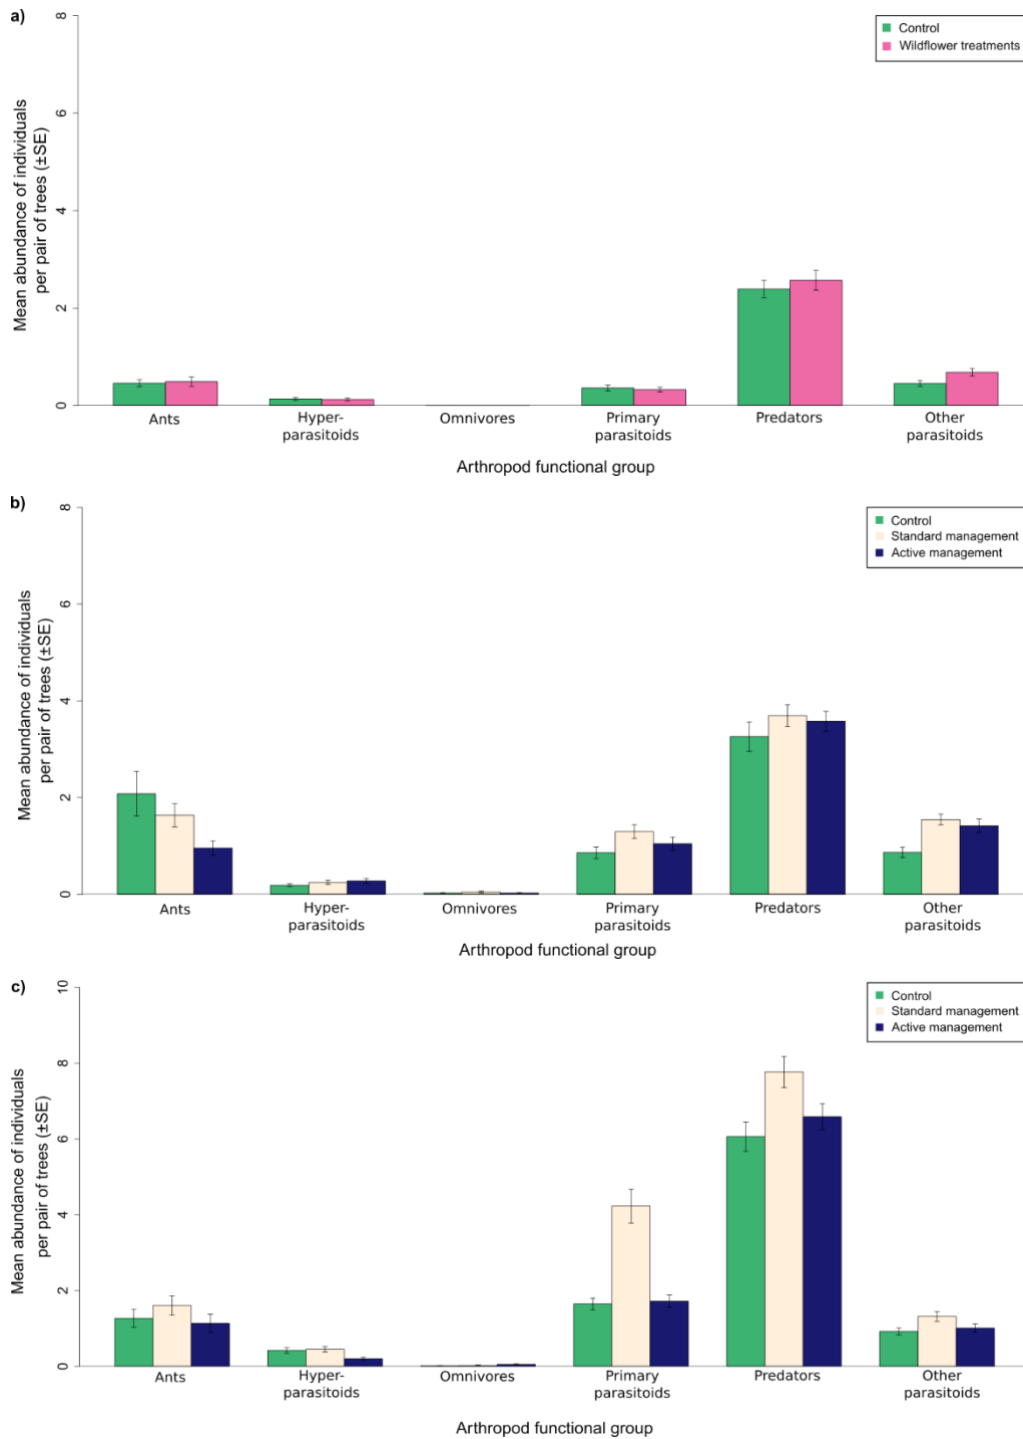 a)
8
6
4
2
0
Mean abundance of individuals
per pair of trees (±SE)
Control
Wildflower treatments
Ants
Hyper-
parasitoids
Omnivores
Primary
parasitoids
Predators
Other
parasitoids
Arthropod functional group
b)
8
6
4
2
0
Mean abundance of individuals
per pair of trees (±SE)
Control
Standard management
Active management
Ants
Hyper-
parasitoids
Omnivores
Primary
parasitoids
Predators
Other
parasitoids
Arthropod functional group
c)
10
8
6
4
2
0
Mean abundance of individuals
per pair of trees (±SE)
Control
Standard management
Active management
Ants
Hyper-
parasitoids
Omnivores
Primary
parasitoids
Predators
Other
parasitoids
Arthropod functional group